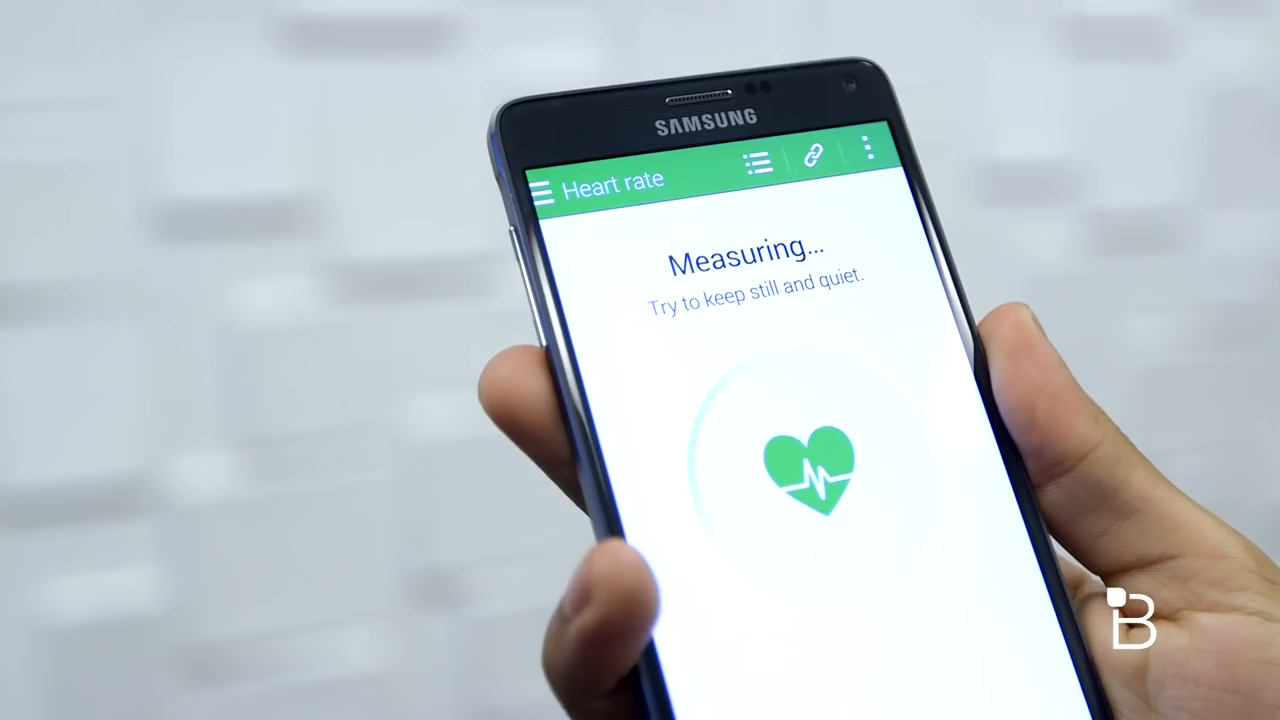 SAMSUNG
Heart rate
Measuring...
Try to keep still and quiet.
B